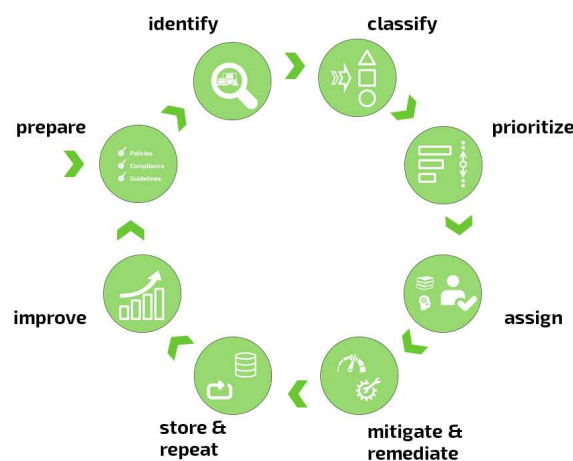 identify
classify
prepare
prioritize
Policies
Compliance
Guidelines
improve
assign
store &
repeat
mitigate &
remediate